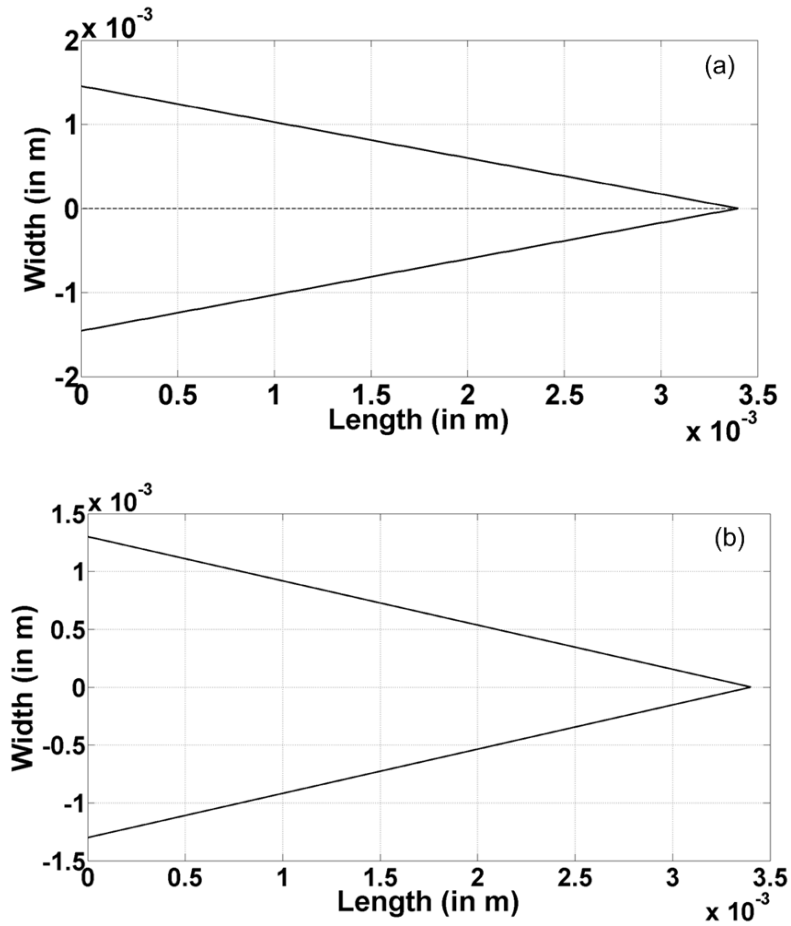 x 10-3
2
(a)
1
0
-1
-2
Width (in m)
0 0.5 1 1.5 2 2.5 3 3.5
Length (in m)
x 10-3
x 10-3
1.5
(b)
1
0.5
0
-0.5
-1
-1.5
Width (in m)
0 0.5 1 1.5 2 2.5 3 3.5
Length (in m)
x 10-3